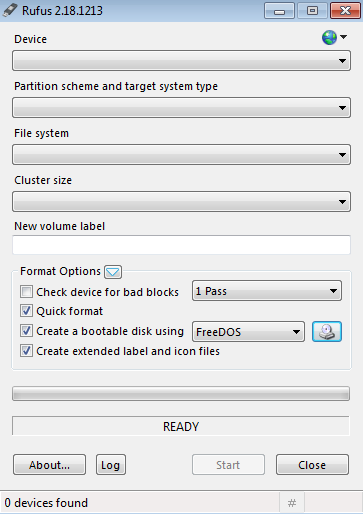 Rufus 2.18.1213
Device
Partition scheme and target system type
File system
Cluster size
New volume label
Format Options
Check device for bad blocks 1 Pass
Quick format
Create a bootable disk using FreeDOS
Create extended label and icon files
READY
About... Log Start Close
0 devices found #